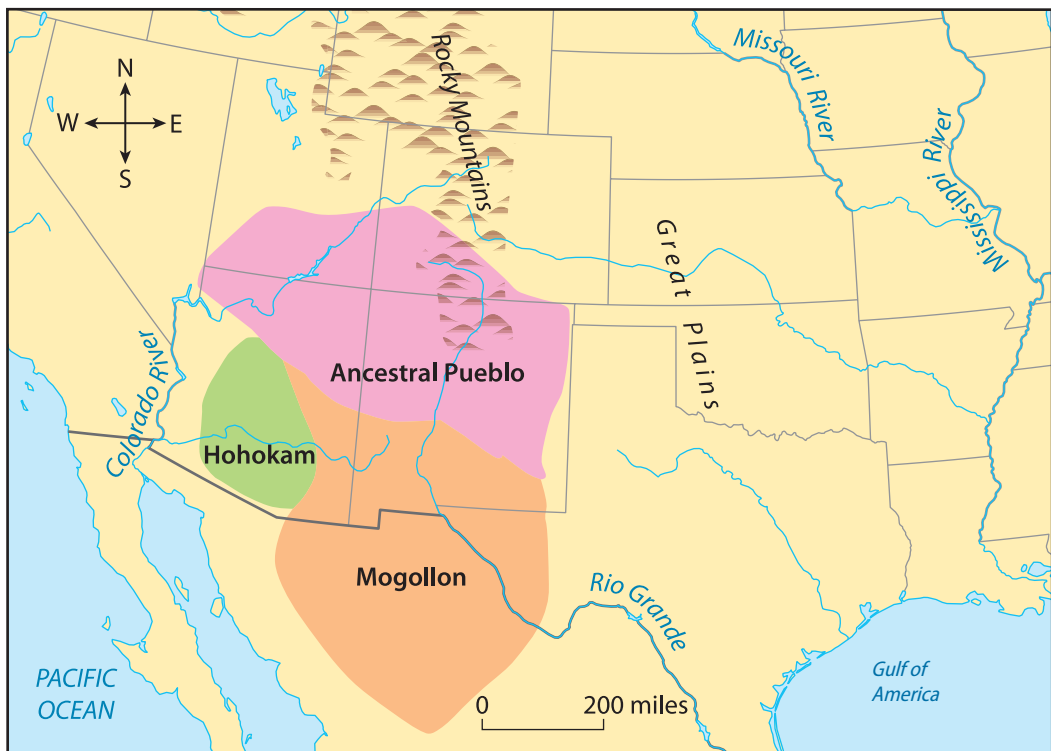 N
W E
S
Rocky Mountains
Missouri River
Mississippi River
Great Plains
Colorado River
Ancestral Pueblo
Hohokam
Mogollon
Rio Grande
PACIFIC
OCEAN
0 200 miles
Gulf of
America